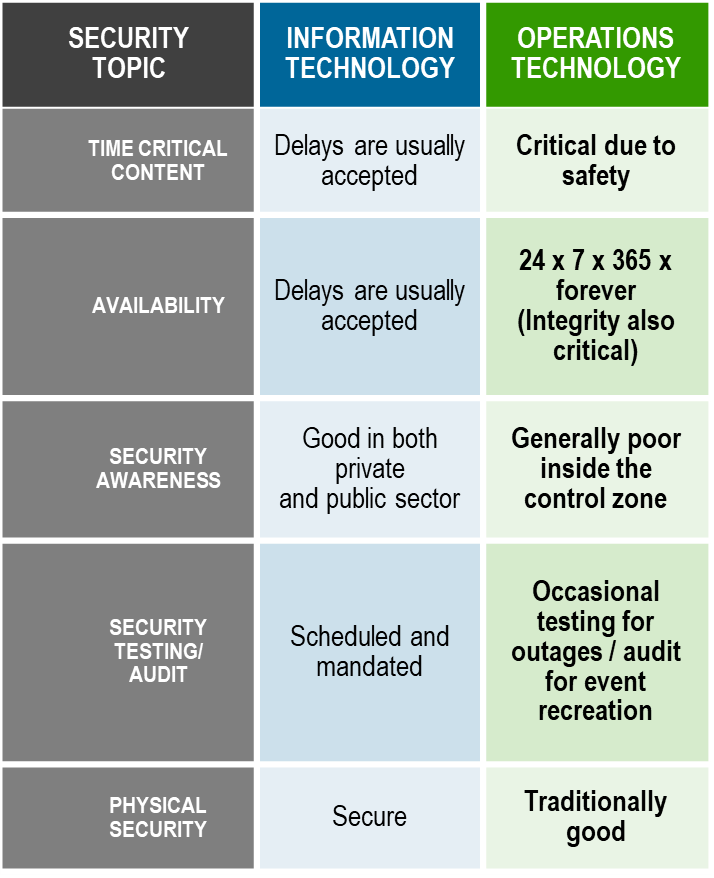 SECURITY
TOPIC
INFORMATION
TECHNOLOGY
OPERATIONS
TECHNOLOGY
TIME CRITICAL
CONTENT
Delays are usually
accepted
Critical due to
safety
AVAILABILITY
Delays are usually
accepted
24 x 7 x 365 x
forever
(Integrity also
critical)
SECURITY
AWARENESS
Good in both
private
and public sector
Generally poor
inside the
control zone
SECURITY
TESTING/
AUDIT
Scheduled and
mandated
Occasional
testing for
outages / audit
for event
recreation
PHYSICAL
SECURITY
Secure
Traditionally
good